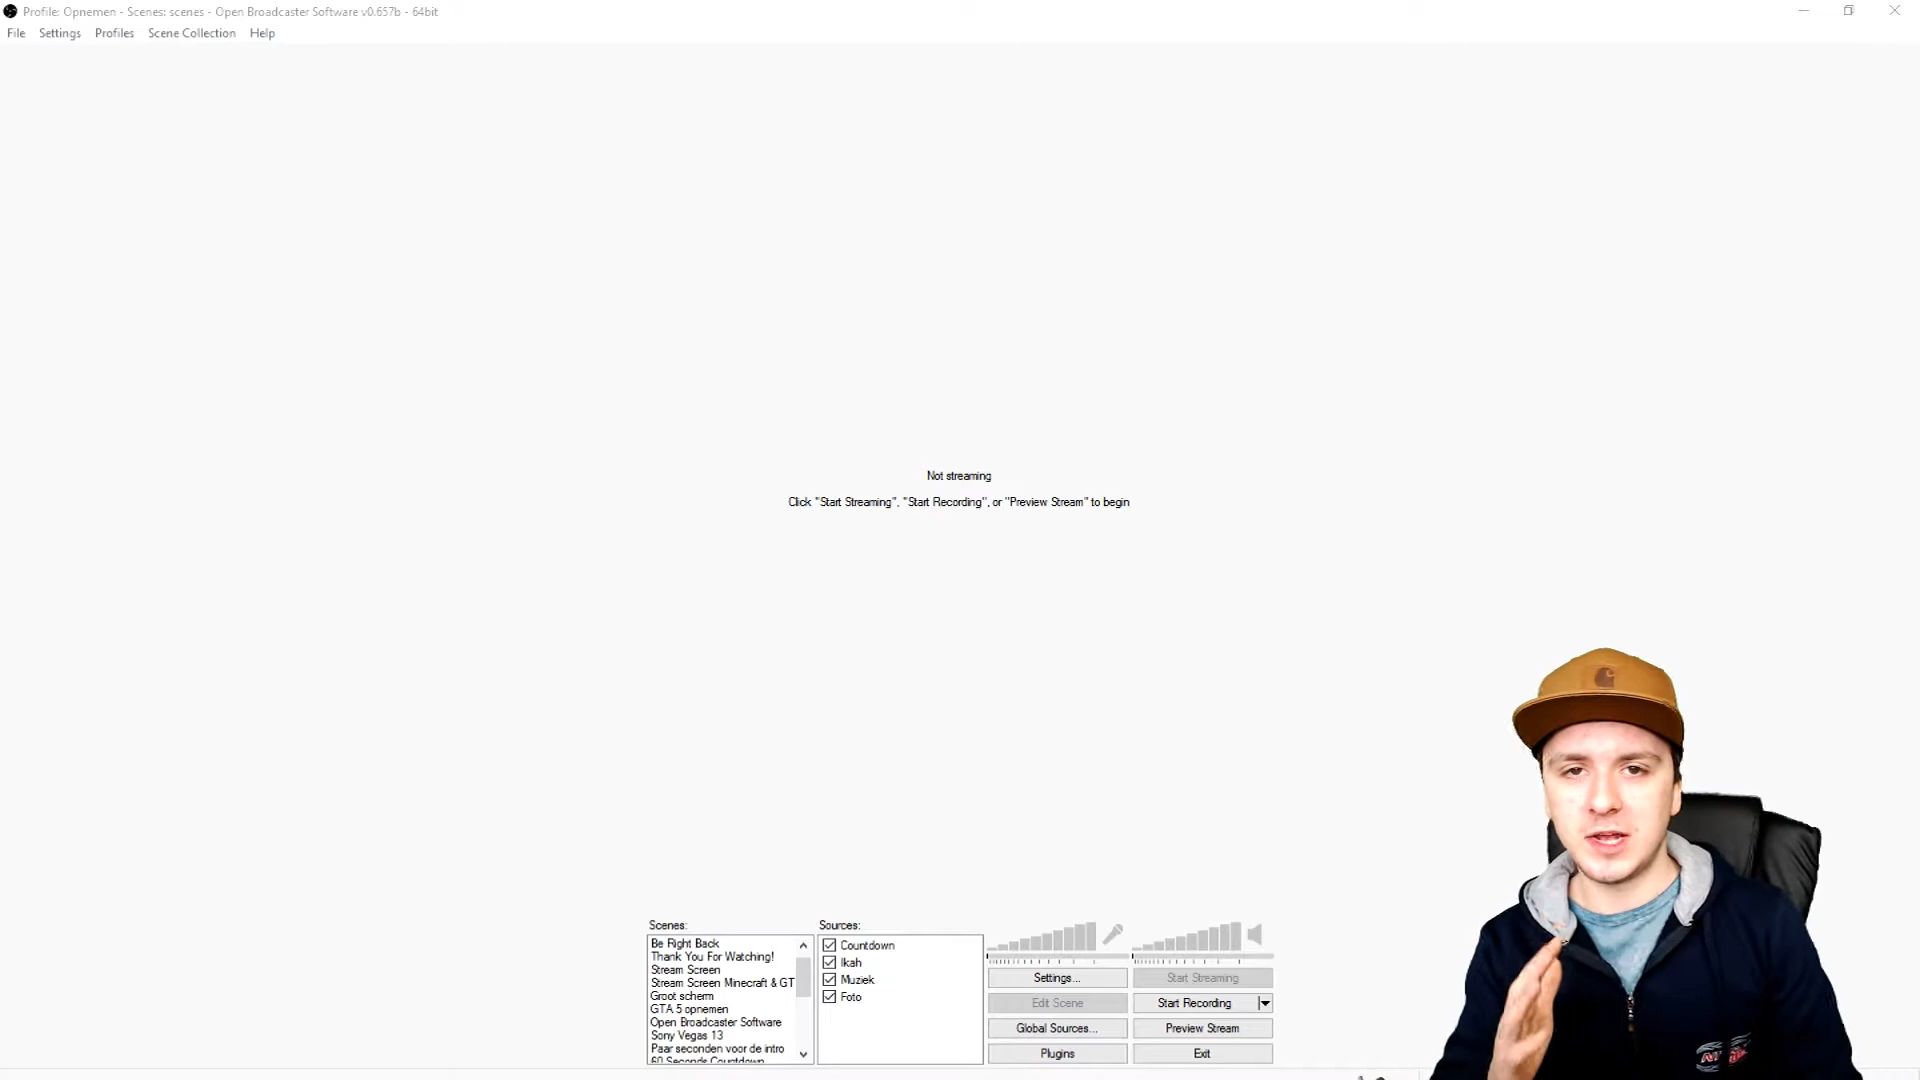 Profile: Opnemen - Scenes: scenes - Open Broadcaster Software v0.657b - 64bit
File Settings Profiles Scene Collection Help
Not streaming
Click "Start Streaming", "Start Recording", or "Preview Stream" to begin
Scenes:
Be Right Back
Thank You For Watching!
Stream Screen
Stream Screen Minecraft & GT
Groot scherm
GTA 5 opnemen
Open Broadcaster Software
Sony Vegas 13
Paar seconden voor de intro
60 Seconds Countdown
Sources:
Countdown
Ikah
Muziek
Foto
Settings...
Start Streaming
Edit Scene
Start Recording
Global Sources...
Preview Stream
Plugins
Exit